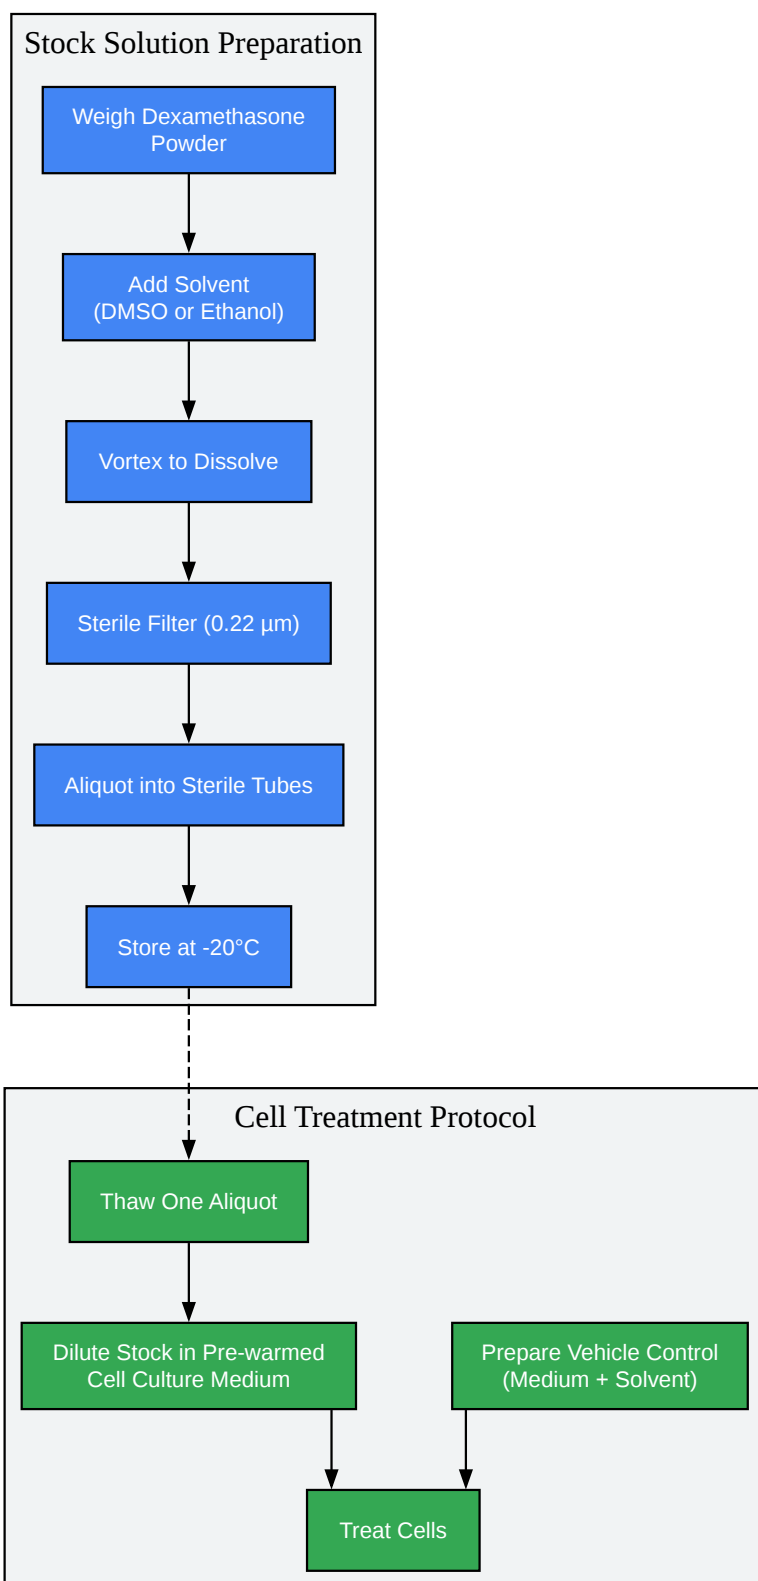 Stock Solution Preparation
Weigh Dexamethasone
Powder
Add Solvent
(DMSO or Ethanol)
Vortex to Dissolve
Sterile Filter (0.22 µm)
Aliquot into Sterile Tubes
Store at -20°C
Cell Treatment Protocol
Thaw One Aliquot
Dilute Stock in Pre-warmed
Cell Culture Medium
Prepare Vehicle Control
(Medium + Solvent)
Treat Cells